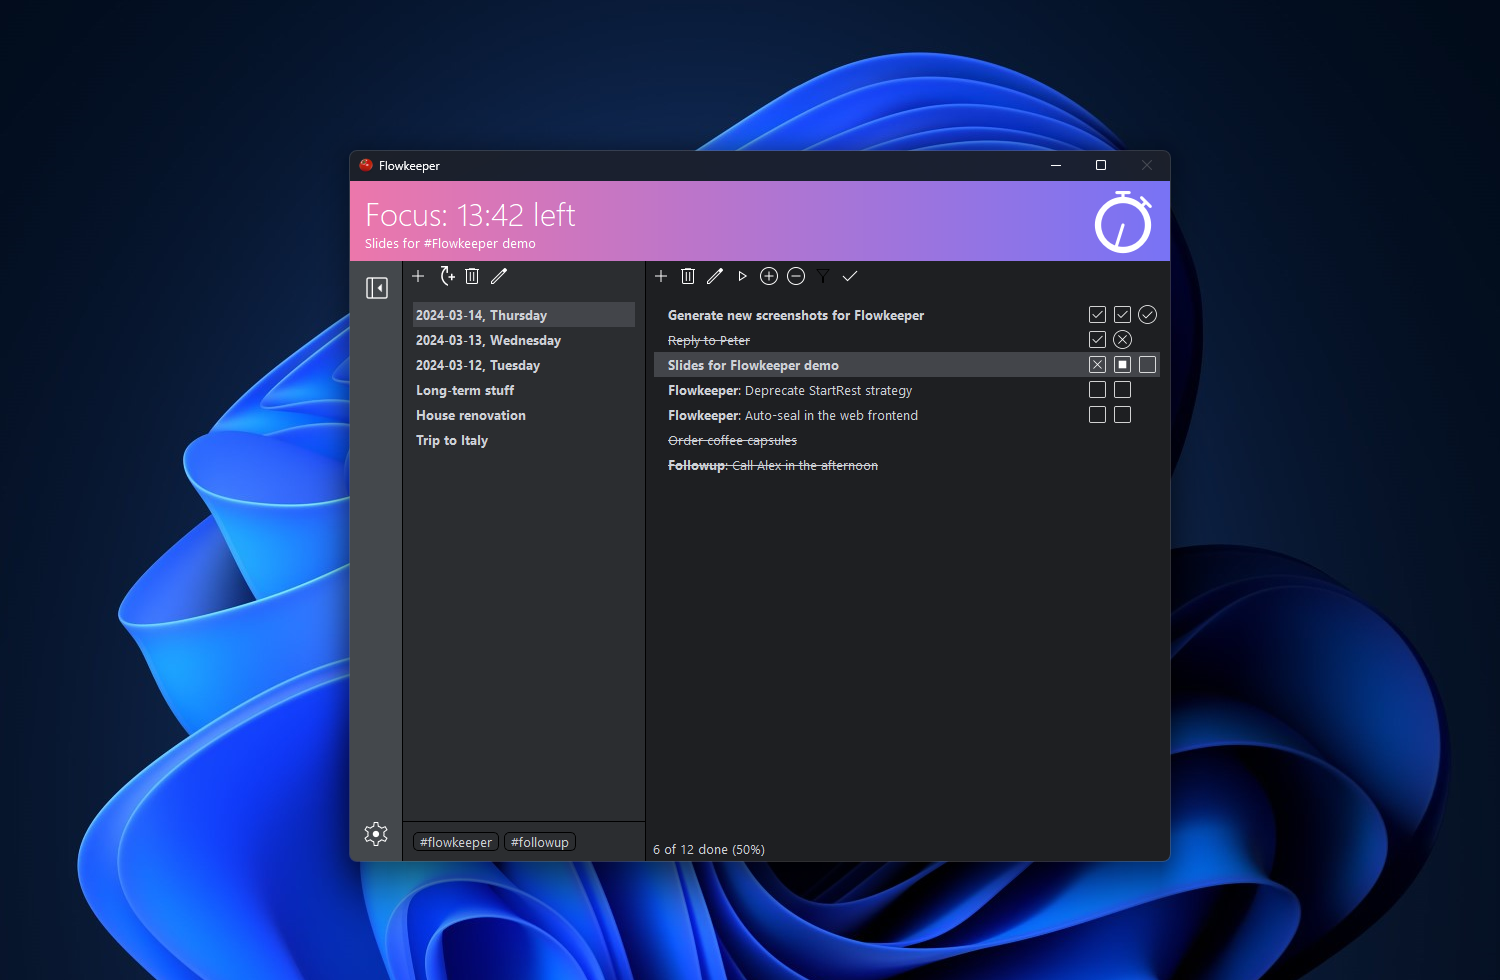 Flowkeeper
Focus: 13:42 left
Slides for #Flowkeeper demo
2024-03-14, Thursday
2024-03-13, Wednesday
2024-03-12, Tuesday
Long-term stuff
House renovation
Trip to Italy
#flowkeeper #followup
Generate new screenshots for Flowkeeper
Reply to Peter
Slides for Flowkeeper demo
Flowkeeper: Deprecate StartRest strategy
Flowkeeper: Auto-seal in the web frontend
Order coffee capsules
Followup: Call Alex in the afternoon
6 of 12 done (50%)